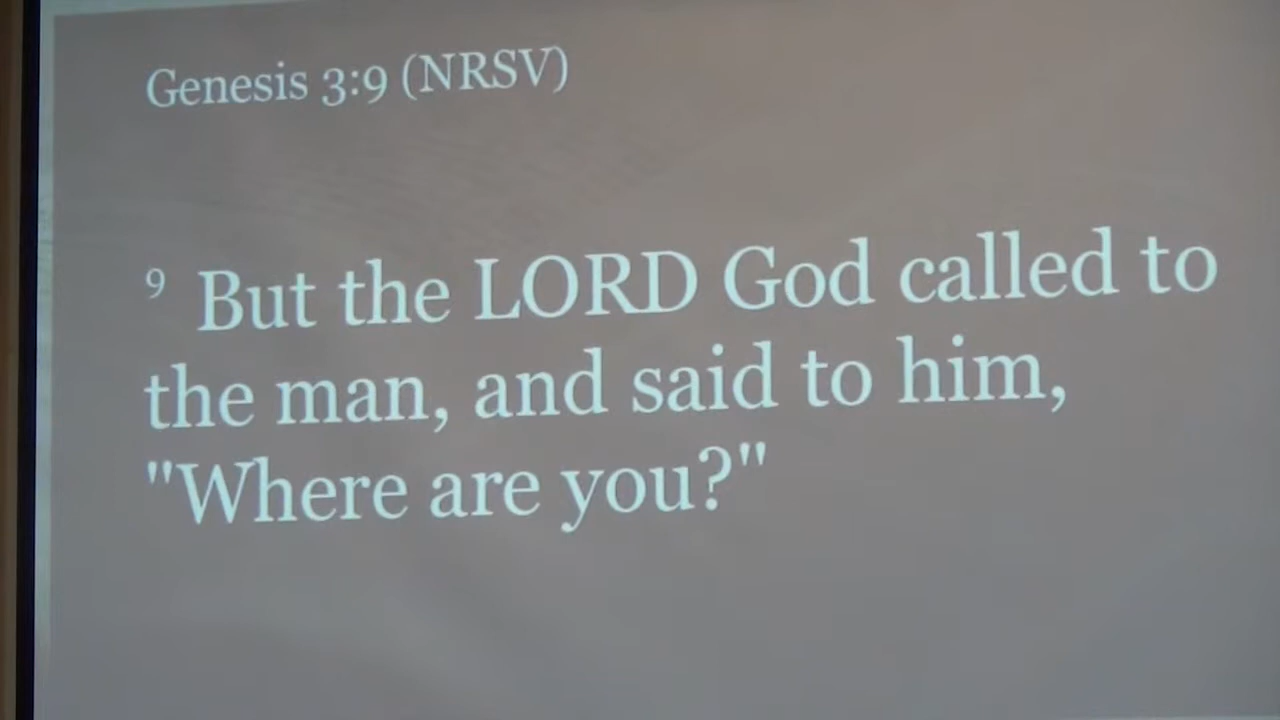 Genesis 3:9 (NRSV)
9 But the LORD God called to
the man, and said to him,
"Where are you?"